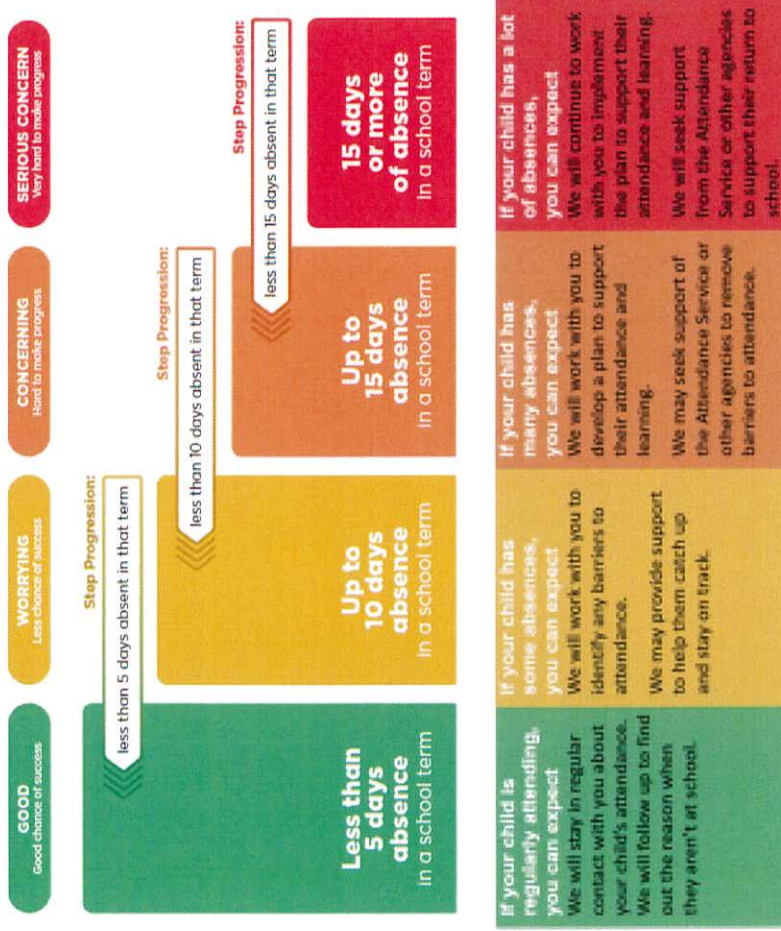 GOOD
Good chance of success
WORRYING
Less chance of success
CONCERNING
Hard to make progress
SERIOUS CONCERN
Very hard to make progress
Step Progression:
less than 5 days absent in that term
Step Progression:
less than 10 days absent in that term
Step Progression:
less than 15 days absent in that term
Less than
5 days
absence
in a school term
Up to
10 days
absence
in a school term
Up to
15 days
absence
in a school term
15 days
or more
of absence
in a school term
If your child is
regularly attending,
you can expect
We will stay in regular
contact with you about
your child's attendance.
We will follow up to find
out the reason when
they aren't at school.
If your child has
some absences,
you can expect
We will work with you to
identify any barriers to
attendance.
We may provide support
to help them catch up
and stay on track.
If your child has
many absences,
you can expect
We will work with you to
develop a plan to support
their attendance and
learning.
We may seek support of
the Attendance Service or
other agencies to remove
barriers to attendance.
If your child has a lot
of absences,
you can expect
We will continue to work
with you to implement
the plan to support their
attendance and learning.
We will seek support
from the Attendance
Service or other agencies
to support their return to
school.